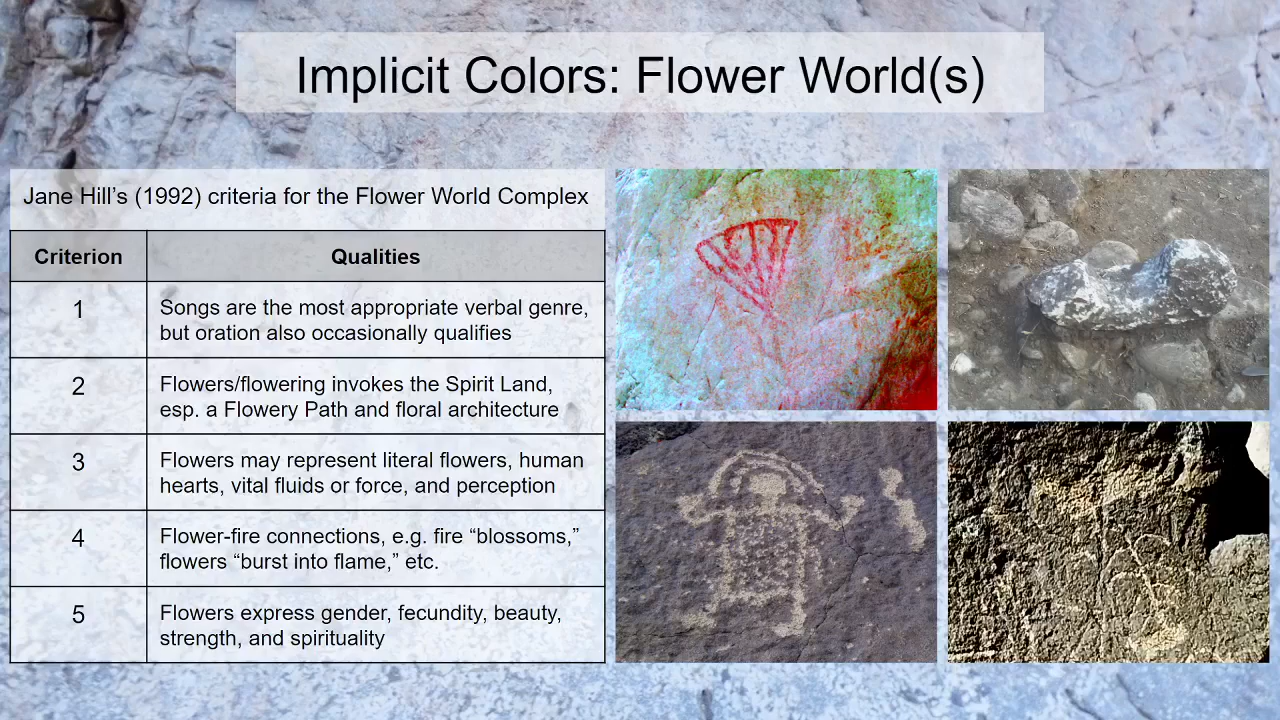 Implicit Colors: Flower World(s)
Jane Hill's (1992) criteria for the Flower World Complex
Criterion
Qualities
1
Songs are the most appropriate verbal genre,
but oration also occasionally qualifies
2
Flowers/flowering invokes the Spirit Land,
esp. a Flowery Path and floral architecture
3
Flowers may represent literal flowers, human
hearts, vital fluids or force, and perception
4
Flower-fire connections, e.g. fire “blossoms,”
flowers “burst into flame,” etc.
5
Flowers express gender, fecundity, beauty,
strength, and spirituality